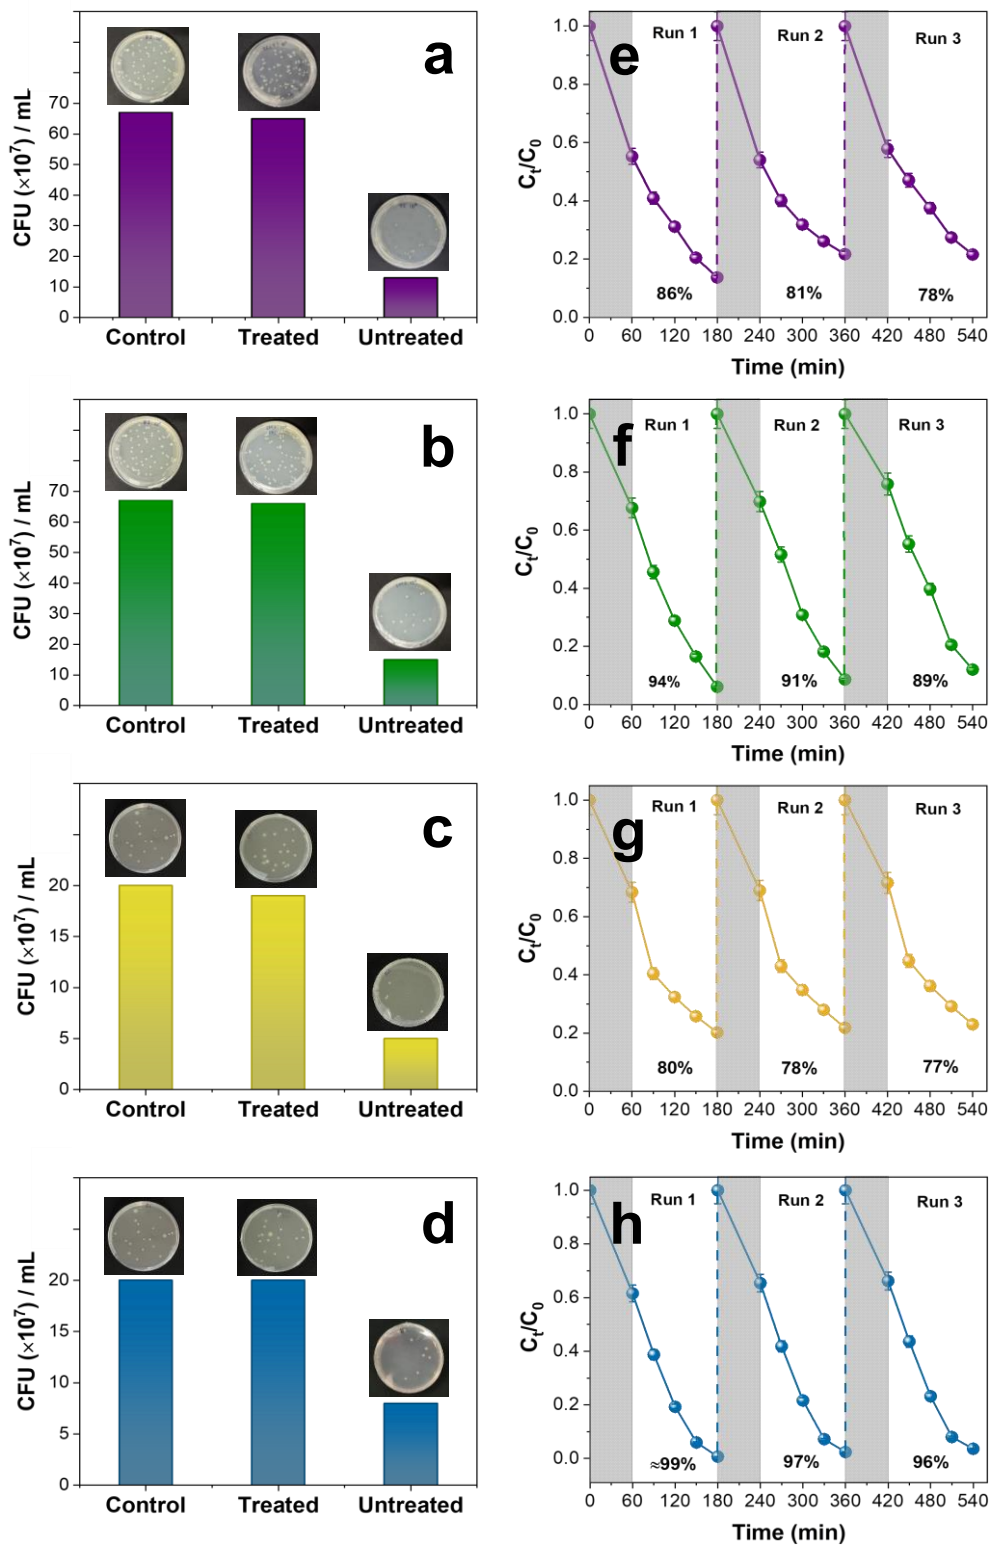 a
CFU (×10⁷) / mL
70
60
50
40
30
20
10
0
Control Treated Untreated
e
Run 1 Run 2 Run 3
Cₜ/C₀
1.0
0.8
0.6
0.4
0.2
0.0
86% 81% 78%
0 60 120 180 240 300 360 420 480 540
Time (min)
b
CFU (×10⁷) / mL
70
60
50
40
30
20
10
0
Control Treated Untreated
f
Run 1 Run 2 Run 3
Cₜ/C₀
1.0
0.8
0.6
0.4
0.2
0.0
94% 91% 89%
0 60 120 180 240 300 360 420 480 540
Time (min)
c
CFU (×10⁷) / mL
20
15
10
5
0
Control Treated Untreated
g
Run 1 Run 2 Run 3
Cₜ/C₀
1.0
0.8
0.6
0.4
0.2
0.0
80% 78% 77%
0 60 120 180 240 300 360 420 480 540
Time (min)
d
CFU (×10⁷) / mL
20
15
10
5
0
Control Treated Untreated
h
Run 1 Run 2 Run 3
Cₜ/C₀
1.0
0.8
0.6
0.4
0.2
0.0
≈99% 97% 96%
0 60 120 180 240 300 360 420 480 540
Time (min)